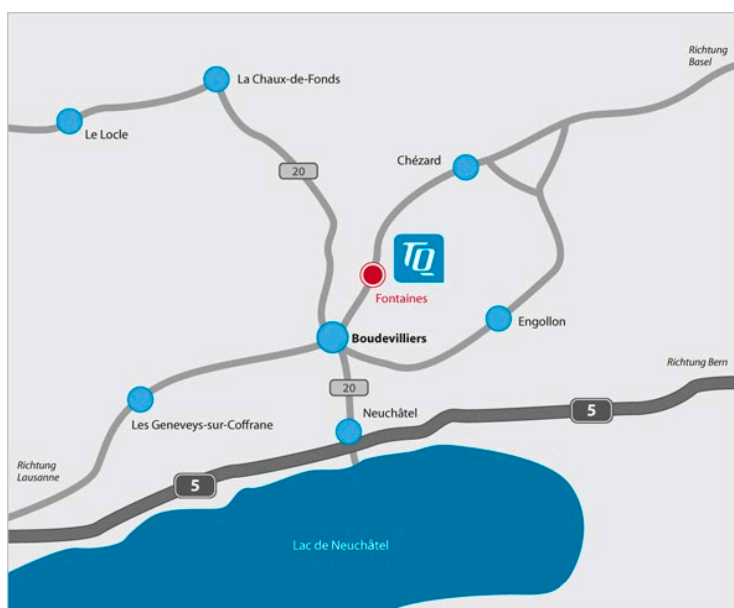 Richtung
Basel
La Chaux-de-Fonds
Le Locle
Chézard
20
TQ
Fontaines
Engollon
Boudevilliers
Richtung Bern
20
Neuchâtel
5
Les Geneveys-sur-Coffrane
Richtung
Lausanne
5
Lac de Neuchâtel